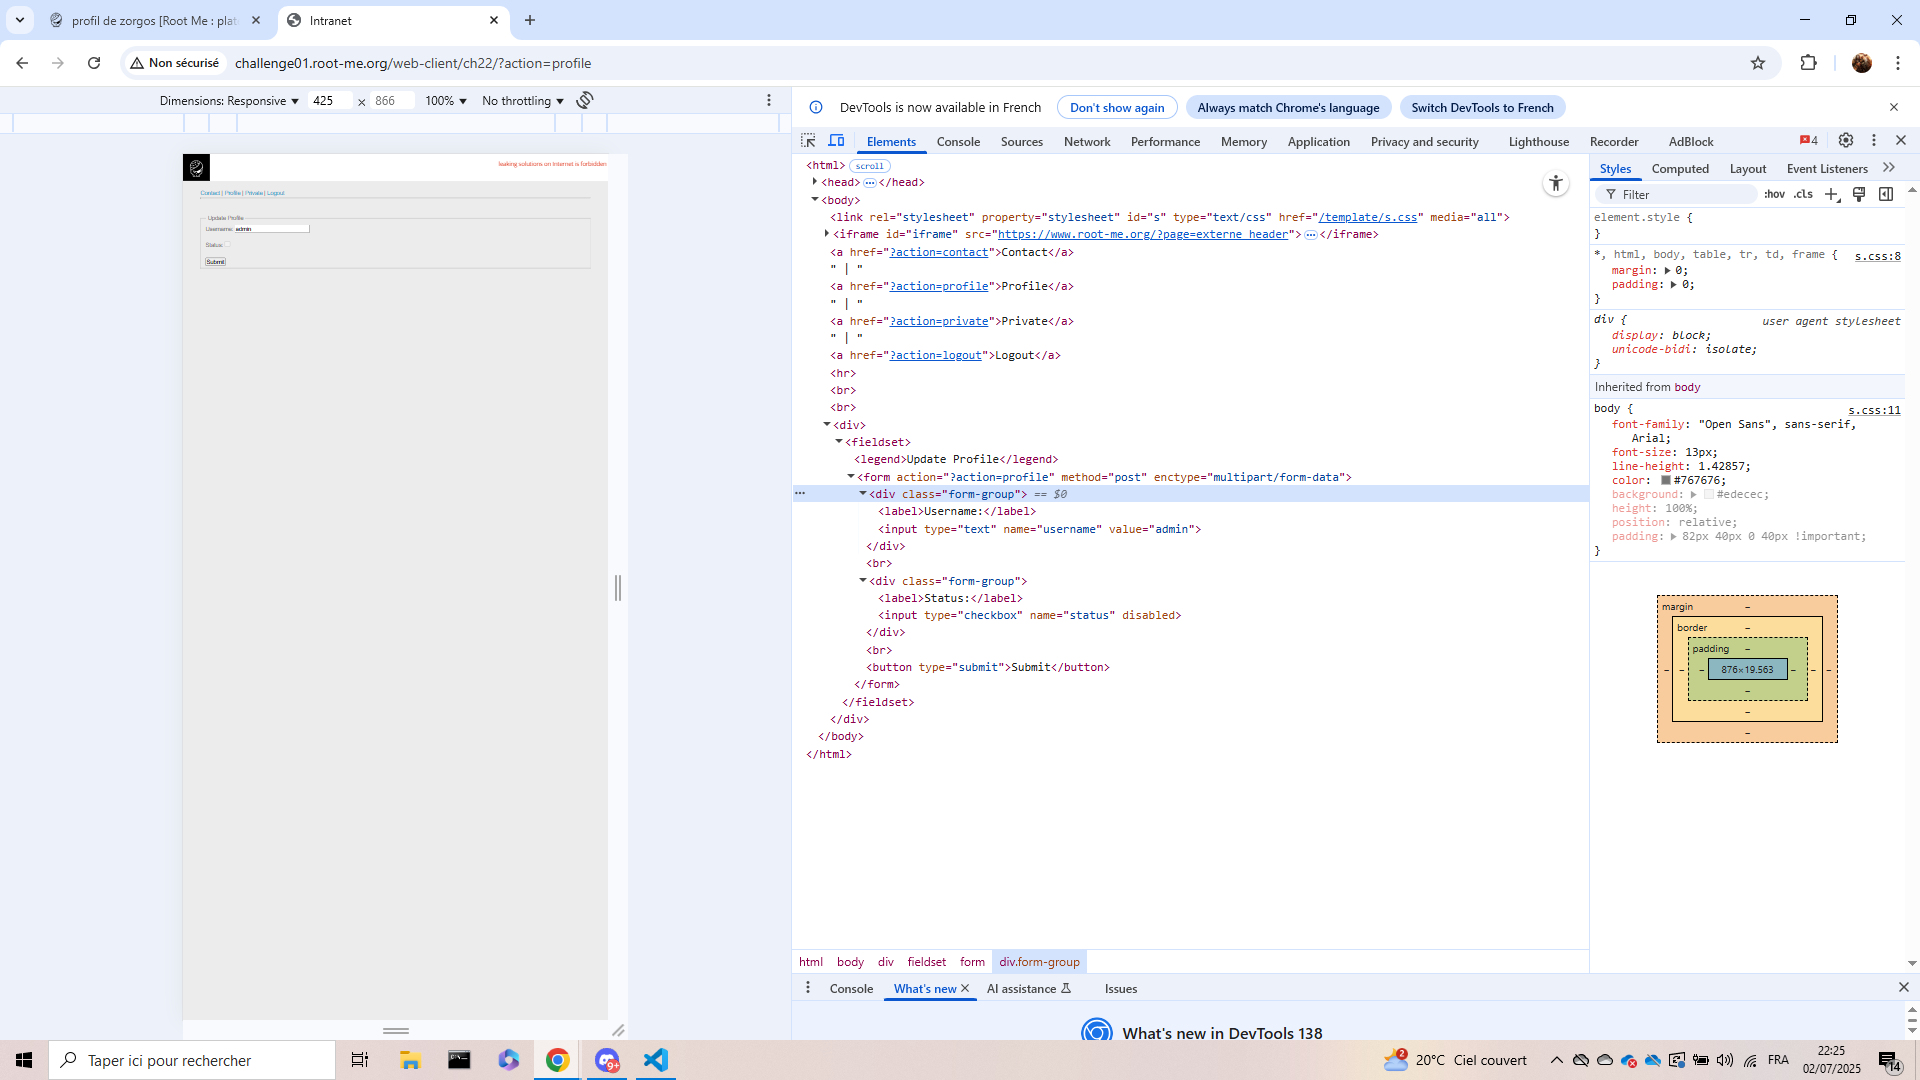 profil de zorgos [Root Me : plat
Intranet
Non sécurisé
challenge01.root-me.org/web-client/ch22/?action=profile
Dimensions: Responsive
425 × 866
100%
No throttling
leaking solutions on Internet is forbidden
Contact | Profile | Private | Logout
Update Profile
Username: admin
Status:
Submit
DevTools is now available in French
Don't show again
Always match Chrome's language
Switch DevTools to French
Elements
Console
Sources
Network
Performance
Memory
Application
Privacy and security
Lighthouse
Recorder
AdBlock
4
<html> scroll
<head> … </head>
<body>
<link rel="stylesheet" property="stylesheet" id="s" type="text/css" href="/template/s.css" media="all">
<iframe id="iframe" src="https://www.root-me.org/?page=externe_header"> … </iframe>
<a href="?action=contact">Contact</a>
" | "
<a href="?action=profile">Profile</a>
" | "
<a href="?action=private">Private</a>
" | "
<a href="?action=logout">Logout</a>
<hr>
<br>
<br>
<div>
<fieldset>
<legend>Update Profile</legend>
<form action="?action=profile" method="post" enctype="multipart/form-data">
<div class="form-group"> == $0
<label>Username:</label>
<input type="text" name="username" value="admin">
</div>
<br>
<div class="form-group">
<label>Status:</label>
<input type="checkbox" name="status" disabled>
</div>
<br>
<button type="submit">Submit</button>
</form>
</fieldset>
</div>
</body>
</html>
html body div fieldset form div.form-group
Styles
Computed
Layout
Event Listeners
Filter
:hov .cls
element.style {
}
*, html, body, table, tr, td, frame { s.css:8
margin: 0;
padding: 0;
}
div { user agent stylesheet
display: block;
unicode-bidi: isolate;
}
Inherited from body
body { s.css:11
font-family: "Open Sans", sans-serif,
Arial;
font-size: 13px;
line-height: 1.42857;
color: #767676;
background: #edecec;
height: 100%;
position: relative;
padding: 82px 40px 0 40px !important;
}
margin –
border –
padding –
– – – 876×19.563 – – –
–
–
–
Console
What's new
AI assistance
Issues
What's new in DevTools 138
Taper ici pour rechercher
9+
2
20°C Ciel couvert
FRA
22:25
02/07/2025
14